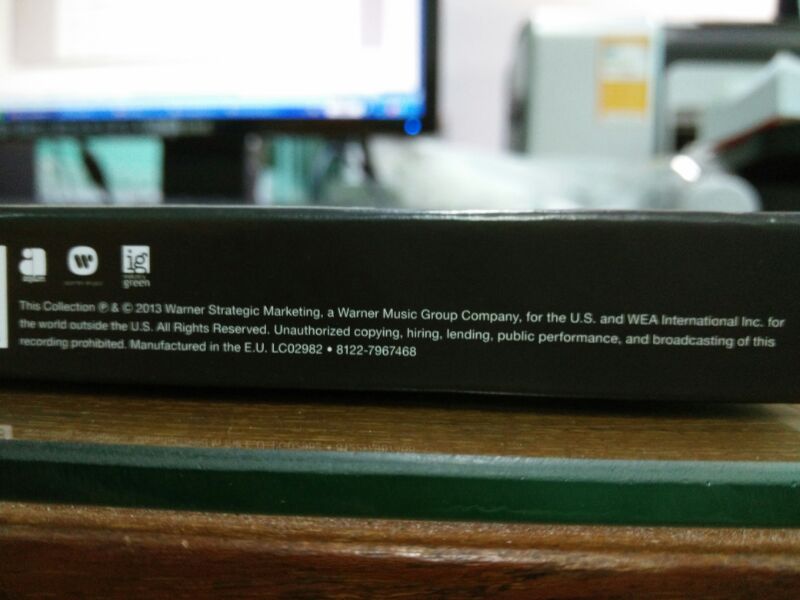 a
W
ig
green
This Collection ℗ & © 2013 Warner Strategic Marketing, a Warner Music Group Company, for the U.S. and WEA International Inc. for
the world outside the U.S. All Rights Reserved. Unauthorized copying, hiring, lending, public performance, and broadcasting of this
recording prohibited. Manufactured in the E.U. LC02982 • 8122-7967468